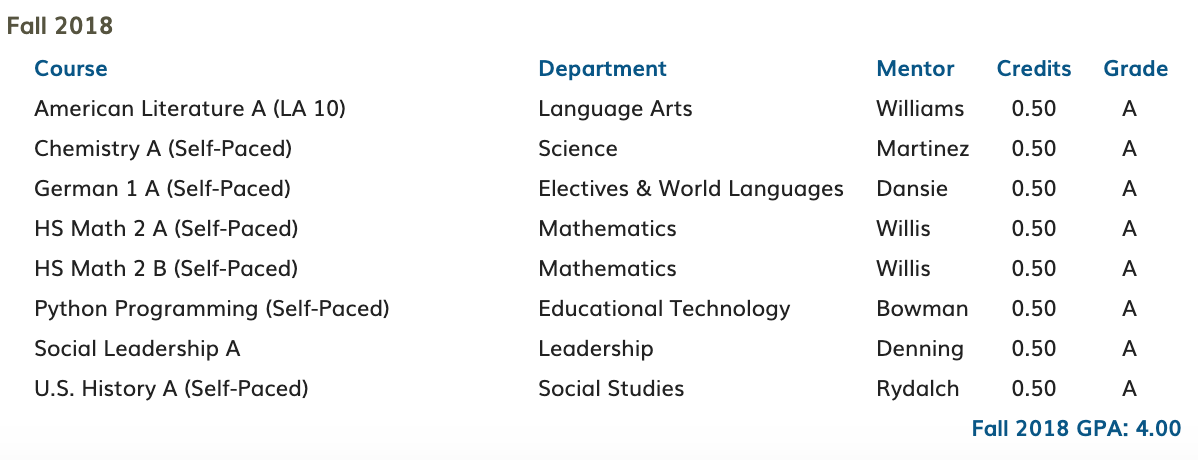 Fall 2018
Course Department Mentor Credits Grade
American Literature A (LA 10) Language Arts Williams 0.50 A
Chemistry A (Self-Paced) Science Martinez 0.50 A
German 1 A (Self-Paced) Electives & World Languages Dansie 0.50 A
HS Math 2 A (Self-Paced) Mathematics Willis 0.50 A
HS Math 2 B (Self-Paced) Mathematics Willis 0.50 A
Python Programming (Self-Paced) Educational Technology Bowman 0.50 A
Social Leadership A Leadership Denning 0.50 A
U.S. History A (Self-Paced) Social Studies Rydalch 0.50 A
Fall 2018 GPA: 4.00